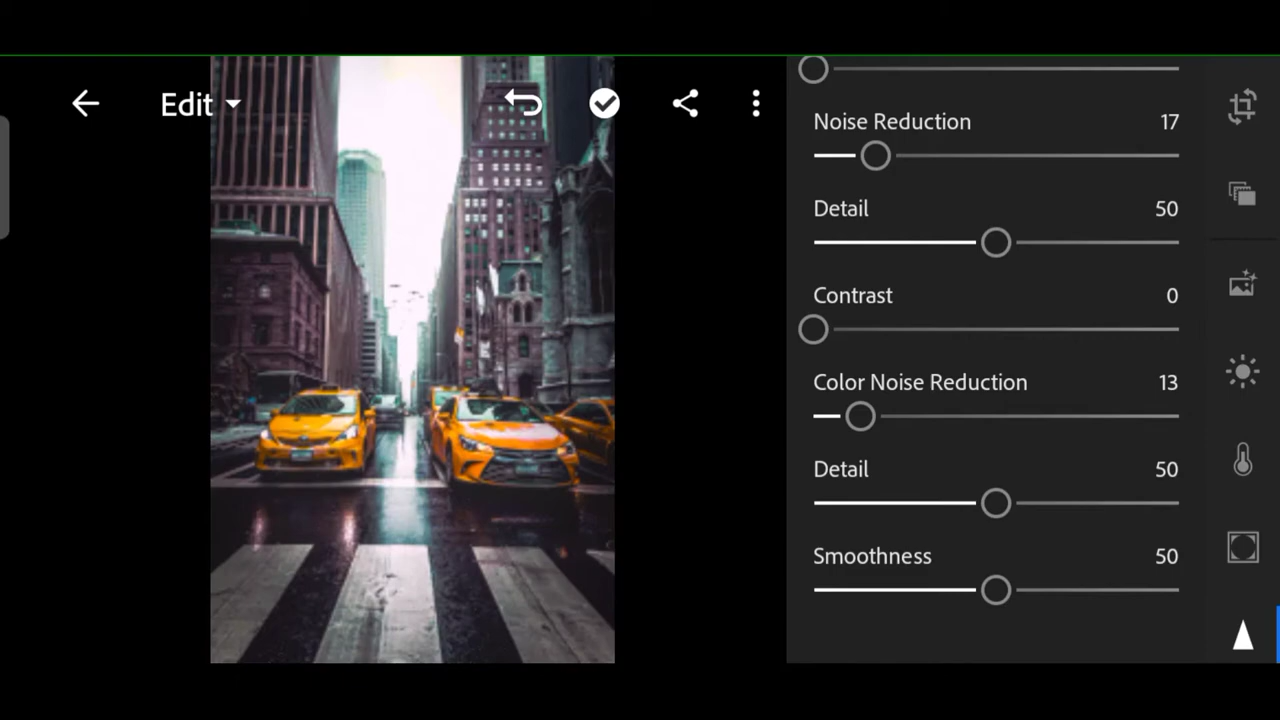 Edit
Noise Reduction 17
Detail 50
Contrast 0
Color Noise Reduction 13
Detail 50
Smoothness 50